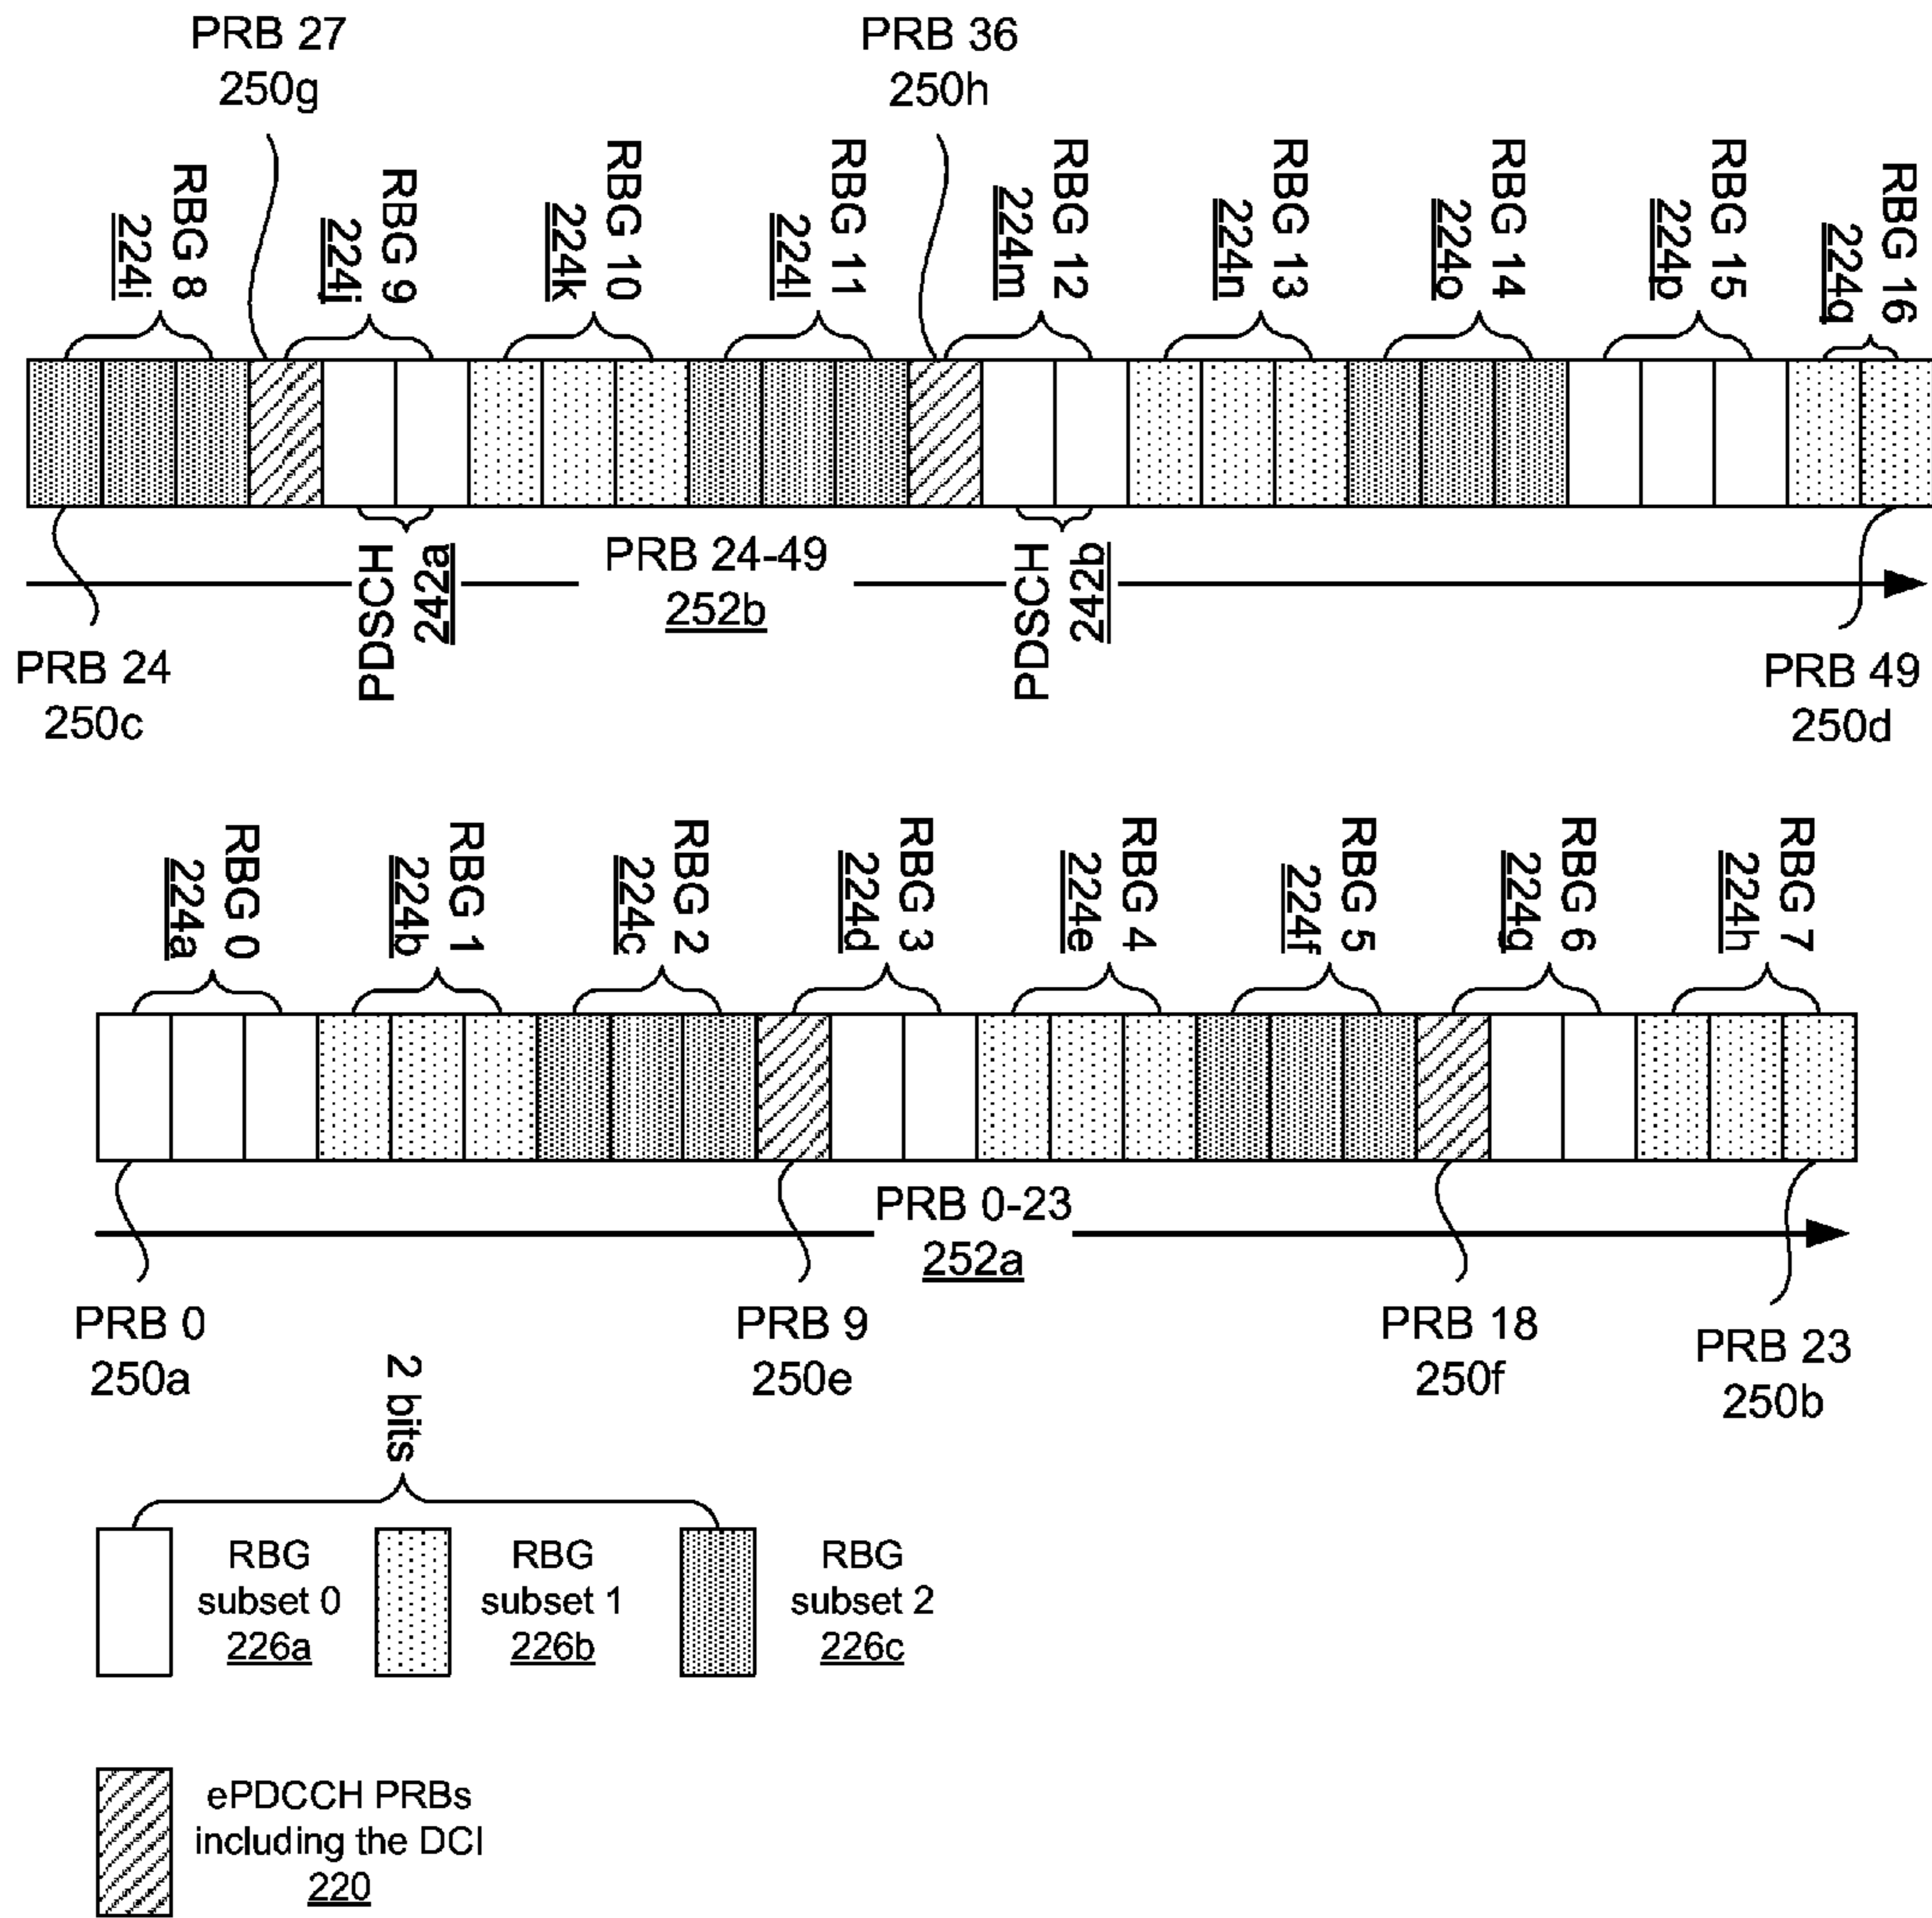 PRB 27
250g
PRB 36
250h
RBG 8
224i
RBG 9
224j
RBG 10
224k
RBG 11
224l
RBG 12
224m
RBG 13
224n
RBG 14
224o
RBG 15
224p
RBG 16
224q
PDSCH
242a
PRB 24-49
252b
PDSCH
242b
PRB 24
250c
PRB 49
250d
RBG 0
224a
RBG 1
224b
RBG 2
224c
RBG 3
224d
RBG 4
224e
RBG 5
224f
RBG 6
224g
RBG 7
224h
PRB 0-23
252a
PRB 0
250a
PRB 9
250e
PRB 18
250f
PRB 23
250b
2 bits
RBG
subset 0
226a
RBG
subset 1
226b
RBG
subset 2
226c
ePDCCH PRBs
including the DCI
220